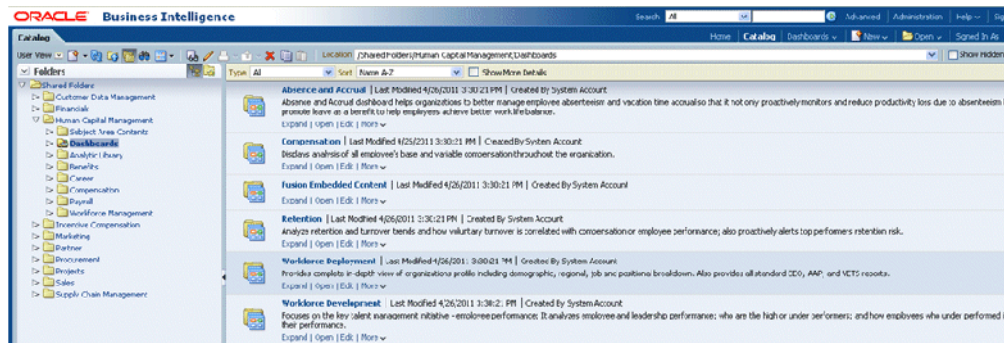 ORACLE Business Intelligence
Search All Advanced Administration Help
Catalog
Home Catalog Dashboards New Open Signed In As
User View Location /Shared Folders/Human Capital Management/Dashboards Show Hidden
Folders
Type All Sort Name A-Z Show More Details
Shared Folders
Customer Data Management
Financials
Human Capital Management
Subject Area Contents
Dashboards
Analytic Library
Benefits
Career
Compensation
Payroll
Workforce Management
Incentive Compensation
Marketing
Partner
Procurement
Projects
Sales
Supply Chain Management
Absence and Accrual | Last Modified 4/26/2011 3:30:21 PM | Created By System Account
Absence and Accrual dashboard helps organizations to better manage employee absenteeism and vacation time accrual so that it not only proactively monitors and reduce productivity loss due to absenteeism
promote leave as a benefit to help employees achieve better work life balance.
Expand | Open | Edit | More
Compensation | Last Modified 4/26/2011 3:30:21 PM | Created By System Account
Displays analysis of all employee's base and variable compensation throughout the organization.
Expand | Open | Edit | More
Fusion Embedded Content | Last Modified 4/26/2011 3:30:21 PM | Created By System Account
Expand | Open | Edit | More
Retention | Last Modified 4/26/2011 3:30:21 PM | Created By System Account
Analyze retention and turnover trends and how voluntary turnover is correlated with compensation or employee performance; also proactively alerts top performers retention risk.
Expand | Open | Edit | More
Workforce Deployment | Last Modified 4/26/2011 3:30:21 PM | Created By System Account
Provides complete in-depth view of organizations profile including demographic, regional, job and positional breakdown. Also provides all standard EEO, AAP, and VETS reports.
Expand | Open | Edit | More
Workforce Development | Last Modified 4/26/2011 3:30:21 PM | Created By System Account
Focuses on the key talent management initiative - employee performance; It analyzes employee and leadership performance; who are the high or under performers; and how employees who under performed
their performance.
Expand | Open | Edit | More